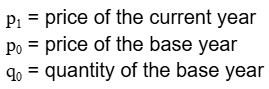 p₁ = price of the current year
p₀ = price of the base year
q₀ = quantity of the base year